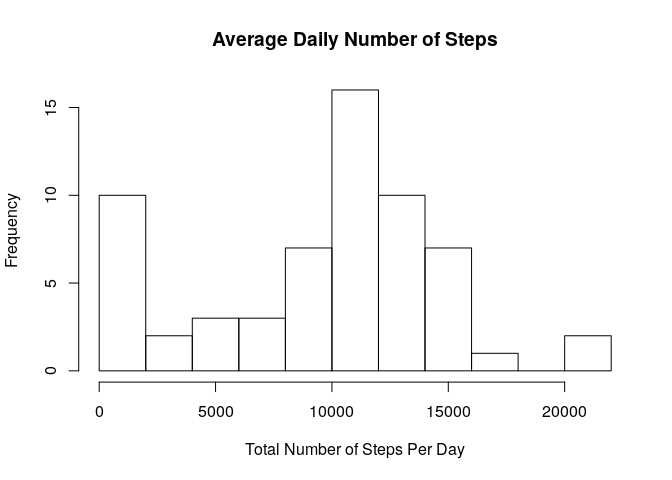 Average Daily Number of Steps
Frequency
15
10
5
0
0 5000 10000 15000 20000
Total Number of Steps Per Day